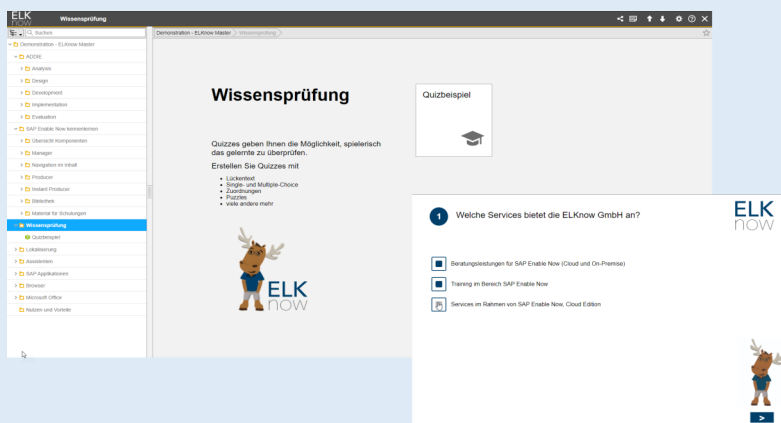 ELK
now
Wissensprüfung
Suchen
Demonstration - ELKnow Master
Wissensprüfung
Demonstration - ELKnow Master
ADDIE
Analysis
Design
Development
Implementation
Evaluation
SAP Enable Now kennenlernen
Übersicht Komponenten
Manager
Navigation im Inhalt
Producer
Instant Producer
Bibliothek
Material für Schulungen
Wissensprüfung
Quizbeispiel
Lokalisierung
Assistenten
SAP Applikationen
Browser
Microsoft Office
Nutzen und Vorteile
Wissensprüfung
Quizzes geben Ihnen die Möglichkeit, spielerisch
das gelernte zu überprüfen.
Erstellen Sie Quizzes mit
Lückentext
Single- und Multiple-Choice
Zuordnungen
Puzzles
viele andere mehr
ELK
now
Quizbeispiel
1 Welche Services bietet die ELKnow GmbH an?
ELK
now
Beratungsleistungen für SAP Enable Now (Cloud und On-Premise)
Training im Bereich SAP Enable Now
Services im Rahmen von SAP Enable Now, Cloud Edition
>